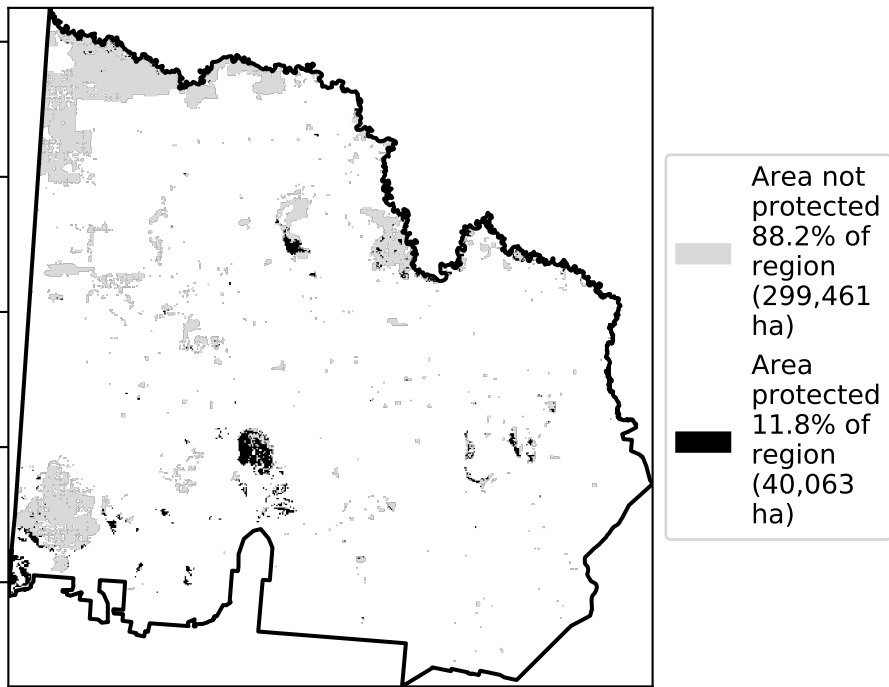 Area not
protected
88.2% of
region
(299,461
ha)
Area
protected
11.8% of
region
(40,063
ha)